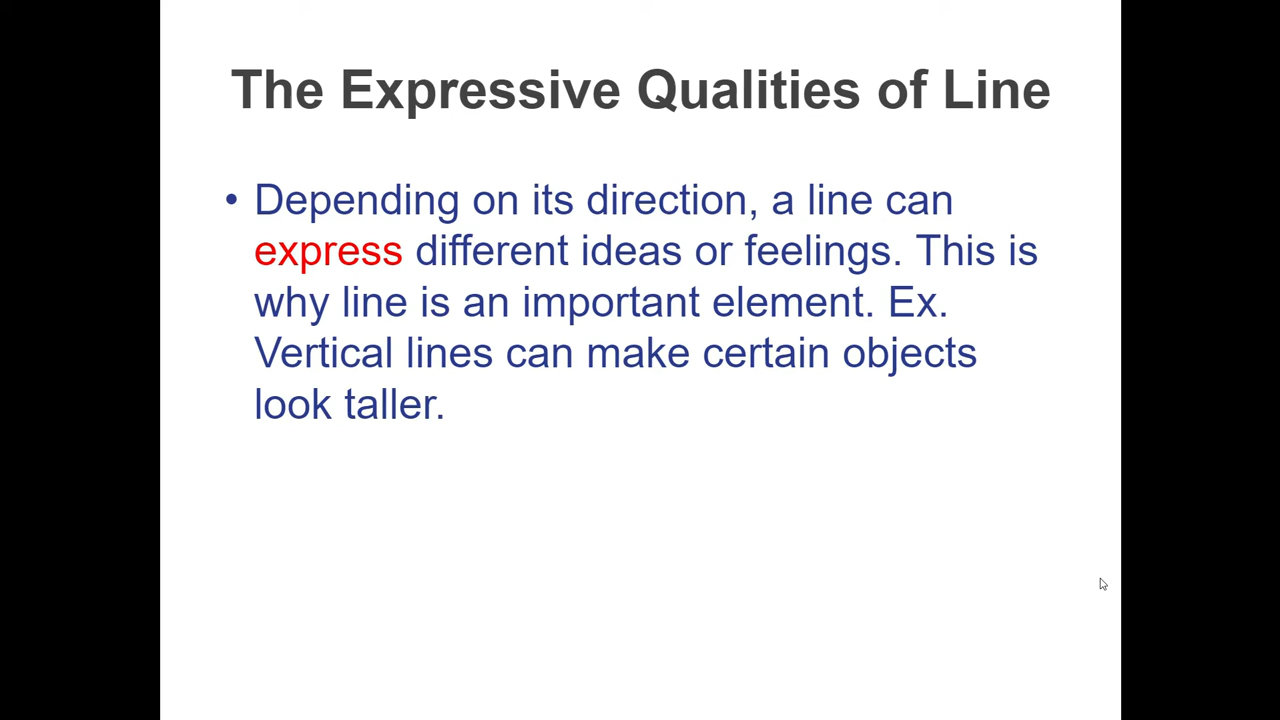 The Expressive Qualities of Line
• Depending on its direction, a line can
express different ideas or feelings. This is
why line is an important element. Ex.
Vertical lines can make certain objects
look taller.